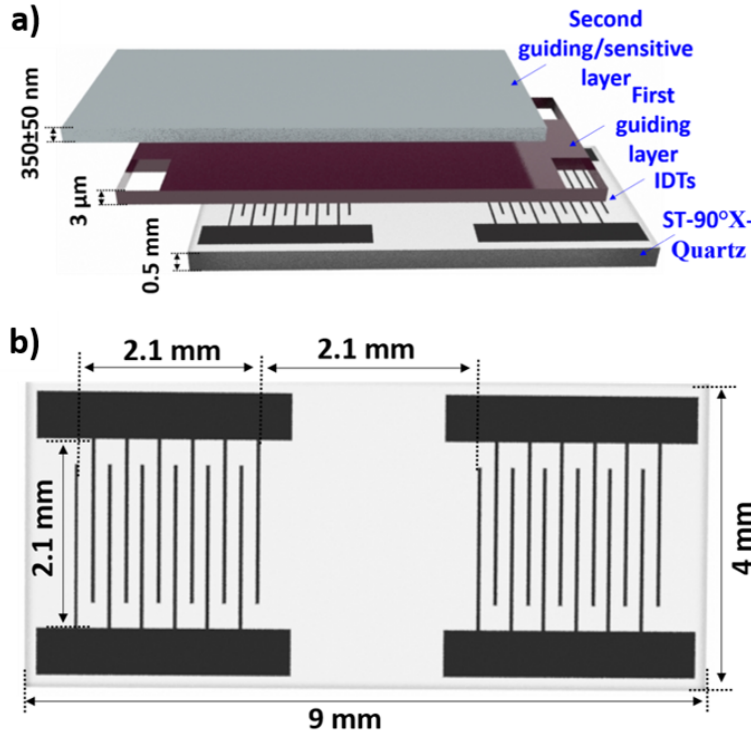 a)
Second
guiding/sensitive
layer
First
guiding
layer
IDTs
ST-90°X-
Quartz
350±50 nm
3 µm
0.5 mm
b)
2.1 mm
2.1 mm
2.1 mm
4 mm
9 mm